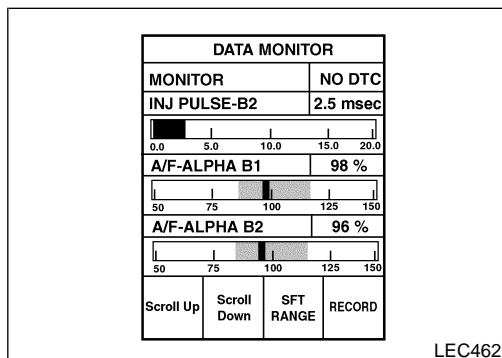 DATA MONITOR
MONITOR NO DTC
INJ PULSE-B2 2.5 msec
0.0 5.0 10.0 15.0 20.0
A/F-ALPHA B1 98 %
50 75 100 125 150
A/F-ALPHA B2 96 %
50 75 100 125 150
Scroll Up Scroll Down SFT RANGE RECORD
LEC462